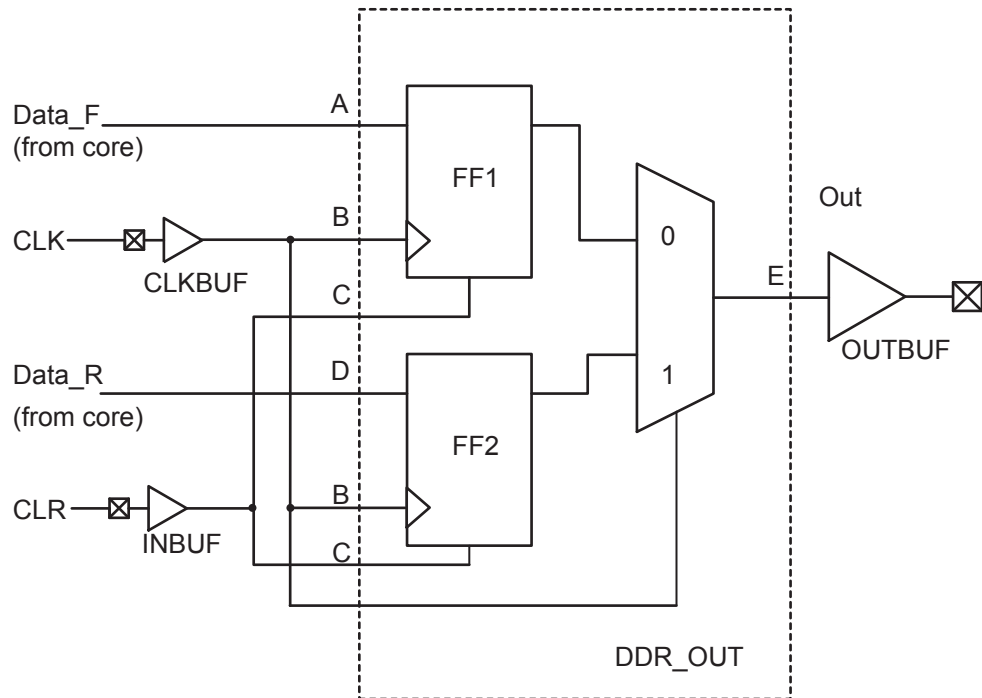 Data_F
(from core)
A
FF1
CLK
CLKBUF
B
C
0
Out
E
OUTBUF
Data_R
(from core)
D
1
FF2
CLR
INBUF
B
C
DDR_OUT